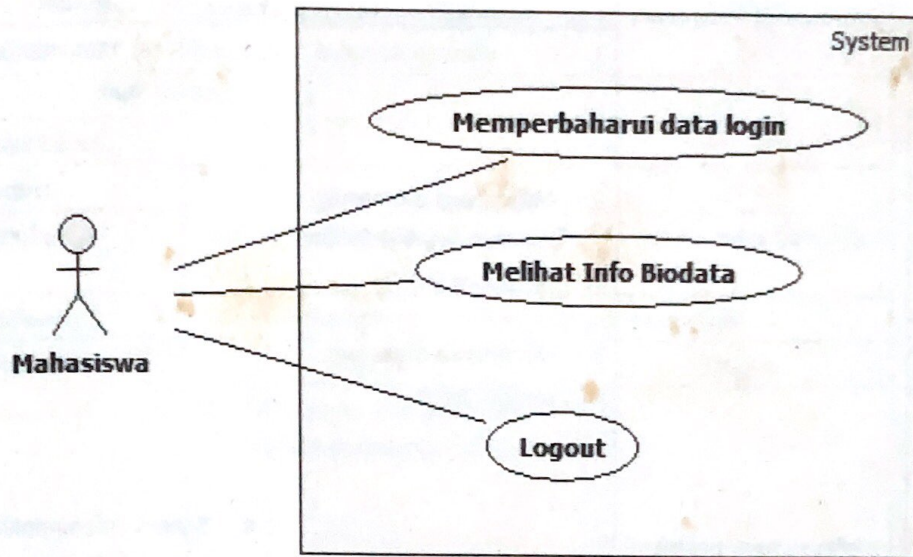 System
Memperbaharui data login
Melihat Info Biodata
Mahasiswa
Logout